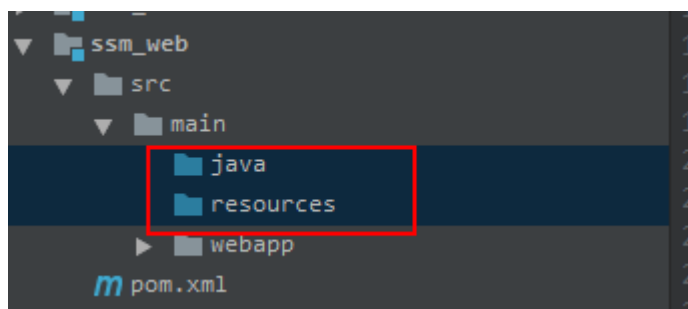 ssm_web
src
main
java
resources
webapp
pom.xml